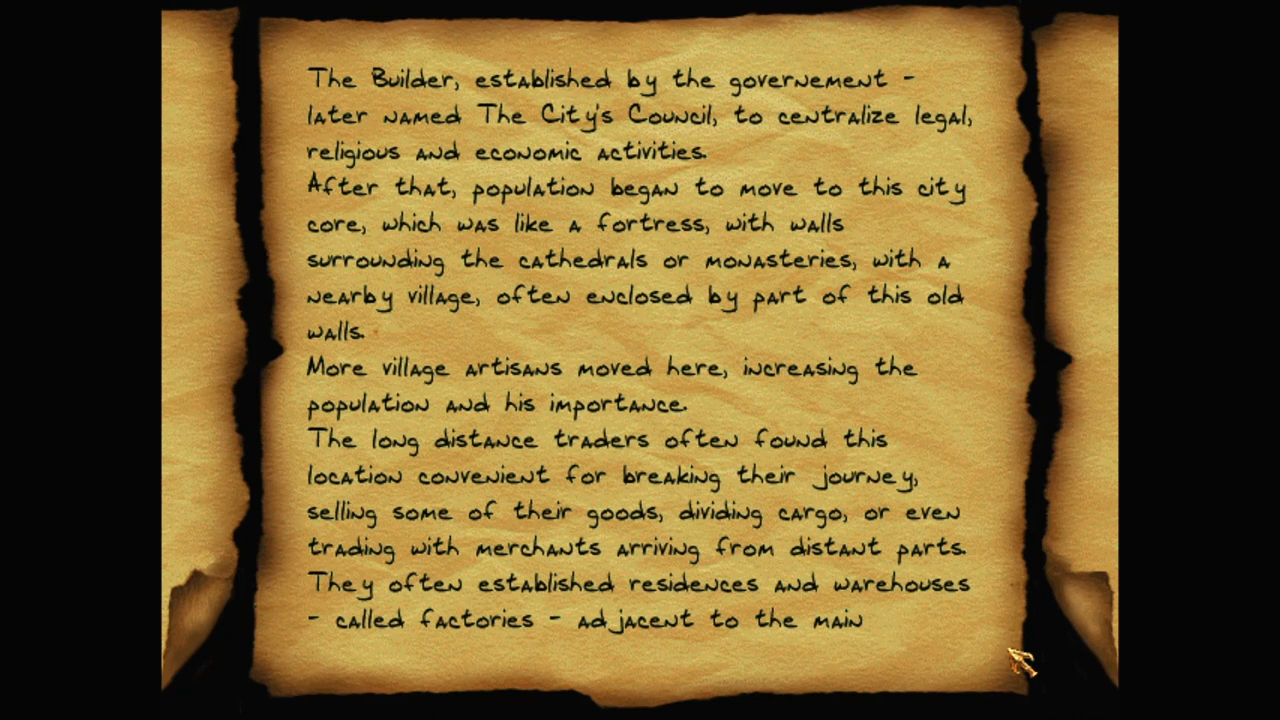 The Builder, established by the governement -
later named The City's Council, to centralize legal,
religious and economic activities.
After that, population began to move to this city
core, which was like a fortress, with walls
surrounding the cathedrals or monasteries, with a
nearby village, often enclosed by part of this old
walls.
More village artisans moved here, increasing the
population and his importance.
The long distance traders often found this
location convenient for breaking their journey,
selling some of their goods, dividing cargo, or even
trading with merchants arriving from distant parts.
They often established residences and warehouses
- called factories - adjacent to the main